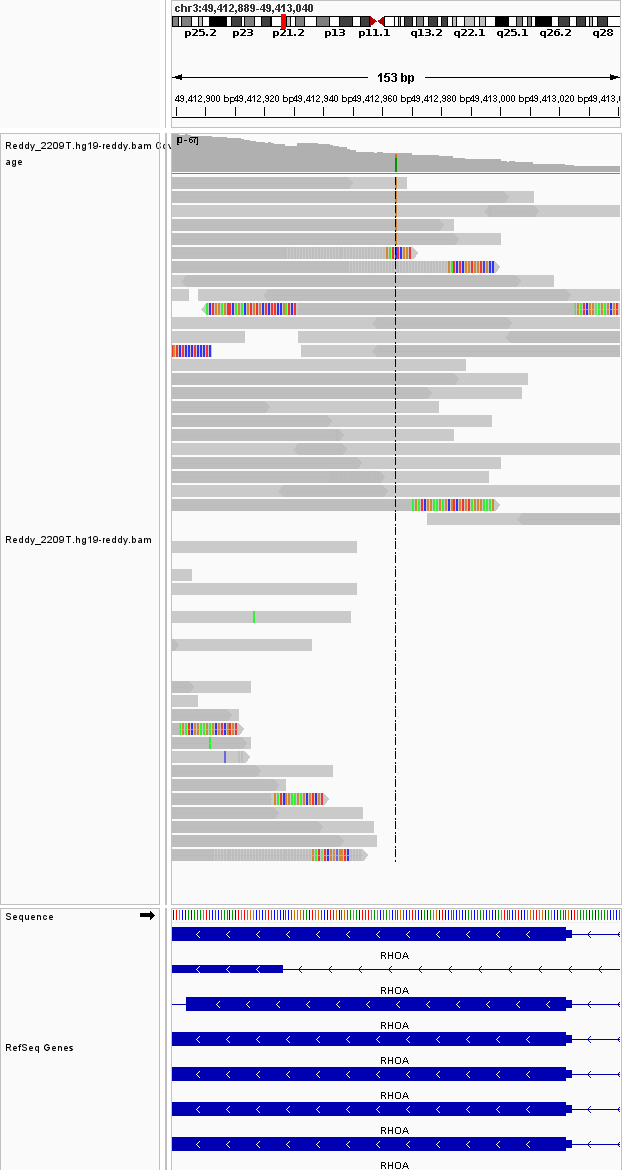 chr3:49,412,889-49,413,040
p25.2 p23 p21.2 p13 p11.1 q13.2 q22.1 q25.1 q26.2 q28
153 bp
49,412,900 bp 49,412,920 bp 49,412,940 bp 49,412,960 bp 49,412,980 bp 49,413,000 bp 49,413,020 bp 49,413,0
Reddy_2209T.hg19-reddy.bam Cov
age
[0 - 67]
Reddy_2209T.hg19-reddy.bam
Sequence
RHOA
RHOA
RHOA
RefSeq Genes
RHOA
RHOA
RHOA
RHOA